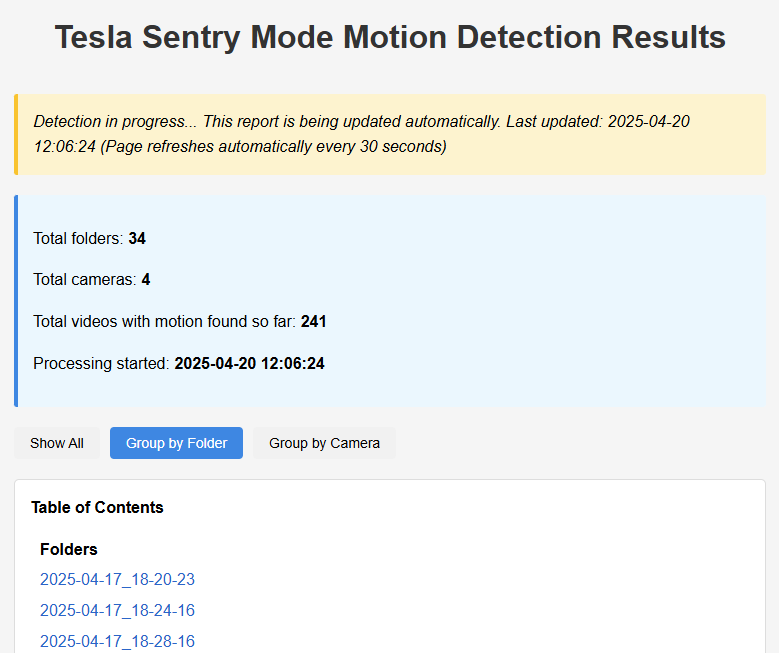 Tesla Sentry Mode Motion Detection Results
Detection in progress... This report is being updated automatically. Last updated: 2025-04-20
12:06:24 (Page refreshes automatically every 30 seconds)
Total folders: 34
Total cameras: 4
Total videos with motion found so far: 241
Processing started: 2025-04-20 12:06:24
Show All Group by Folder Group by Camera
Table of Contents
Folders
2025-04-17_18-20-23
2025-04-17_18-24-16
2025-04-17_18-28-16